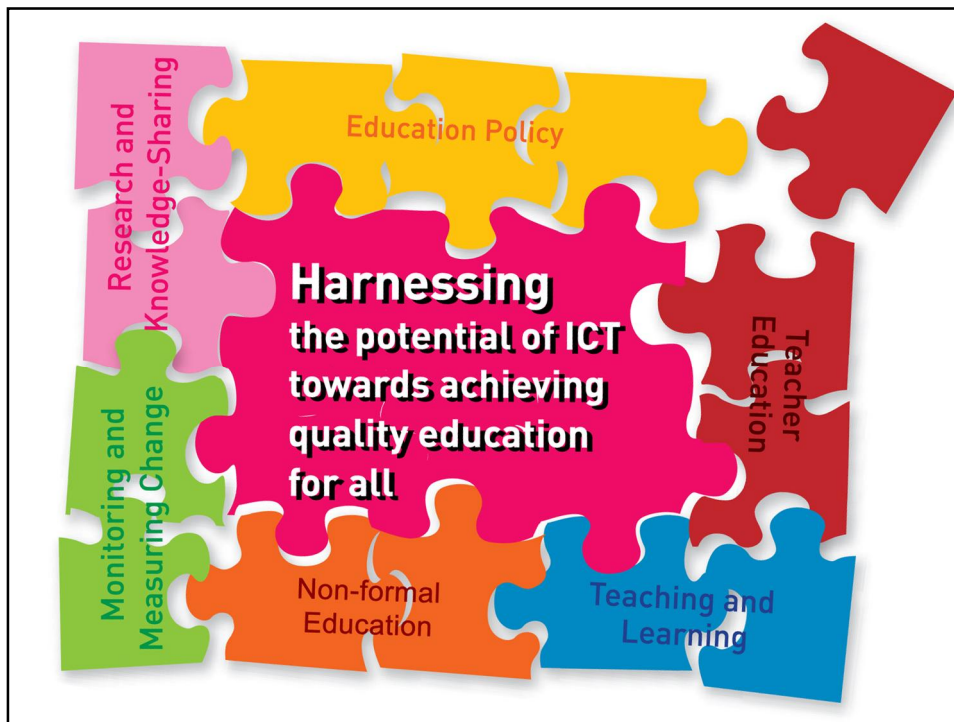 Research and
Knowledge-Sharing
Education Policy
Harnessing
the potential of ICT
towards achieving
quality education
for all
Teacher
Education
Monitoring and
Measuring Change
Non-formal
Education
Teaching and
Learning